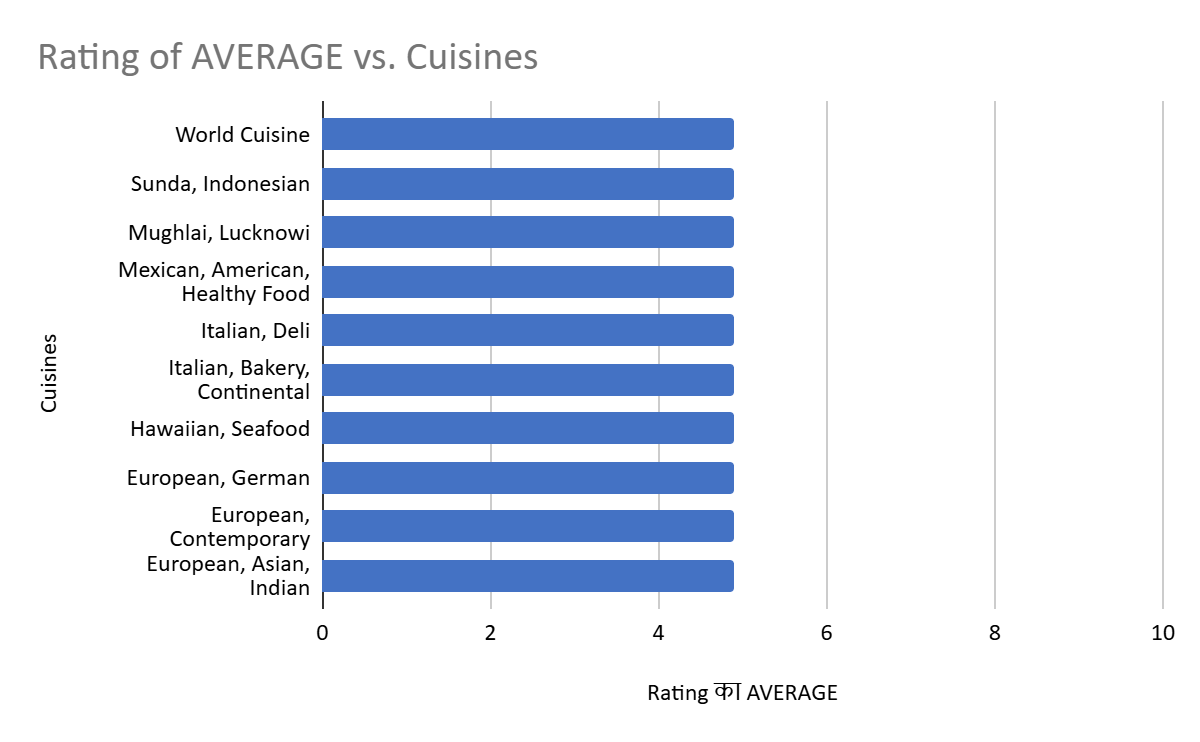 Rating of AVERAGE vs. Cuisines
Cuisines
World Cuisine
Sunda, Indonesian
Mughlai, Lucknowi
Mexican, American,
Healthy Food
Italian, Deli
Italian, Bakery,
Continental
Hawaiian, Seafood
European, German
European,
Contemporary
European, Asian,
Indian
0 2 4 6 8 10
Rating का AVERAGE